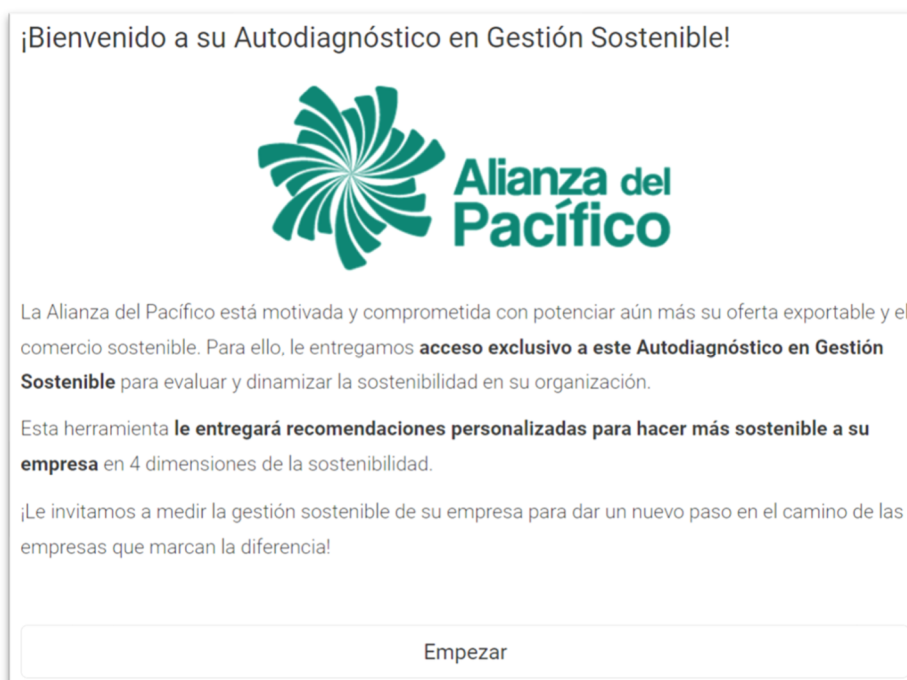 ¡Bienvenido a su Autodiagnóstico en Gestión Sostenible!
Alianza del
Pacífico
La Alianza del Pacífico está motivada y comprometida con potenciar aún más su oferta exportable y el
comercio sostenible. Para ello, le entregamos acceso exclusivo a este Autodiagnóstico en Gestión
Sostenible para evaluar y dinamizar la sostenibilidad en su organización.
Esta herramienta le entregará recomendaciones personalizadas para hacer más sostenible a su
empresa en 4 dimensiones de la sostenibilidad.
¡Le invitamos a medir la gestión sostenible de su empresa para dar un nuevo paso en el camino de las
empresas que marcan la diferencia!
Empezar